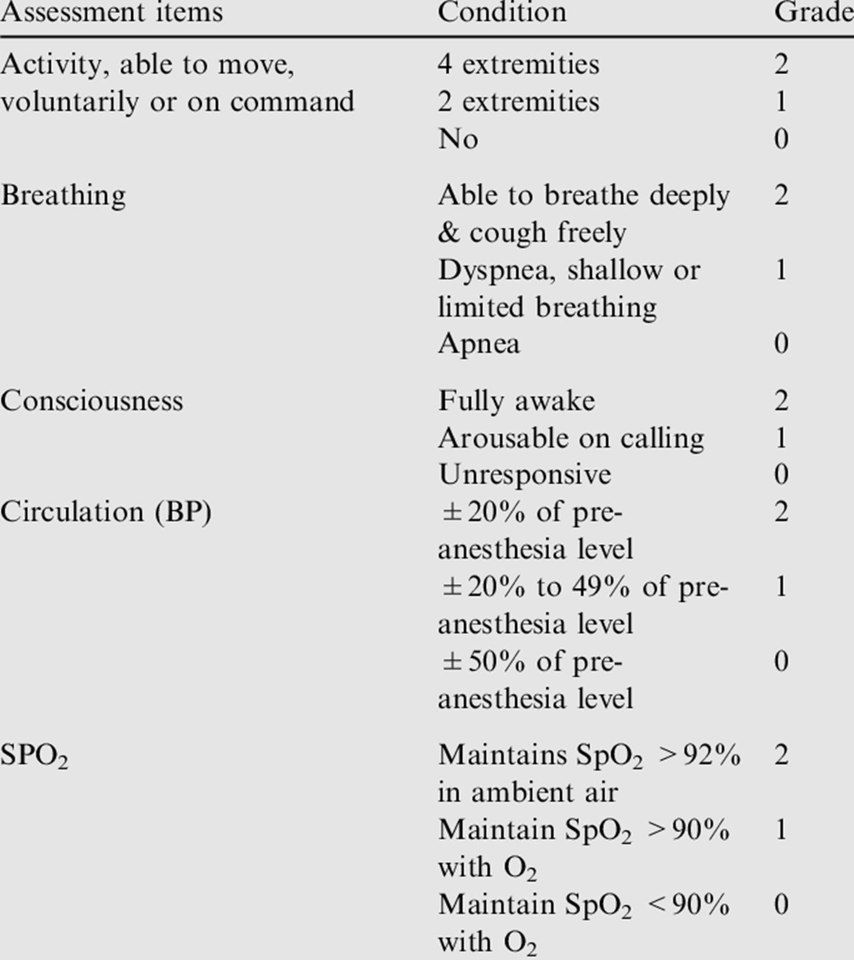 Assessment items Condition Grade
Activity, able to move, 4 extremities 2
voluntarily or on command 2 extremities 1
No 0
Breathing Able to breathe deeply 2
& cough freely
Dyspnea, shallow or 1
limited breathing
Apnea 0
Consciousness Fully awake 2
Arousable on calling 1
Unresponsive 0
Circulation (BP) ±20% of pre- 2
anesthesia level
±20% to 49% of pre- 1
anesthesia level
±50% of pre- 0
anesthesia level
SPO₂ Maintains SpO₂ >92% 2
in ambient air
Maintain SpO₂ >90% 1
with O₂
Maintain SpO₂ <90% 0
with O₂